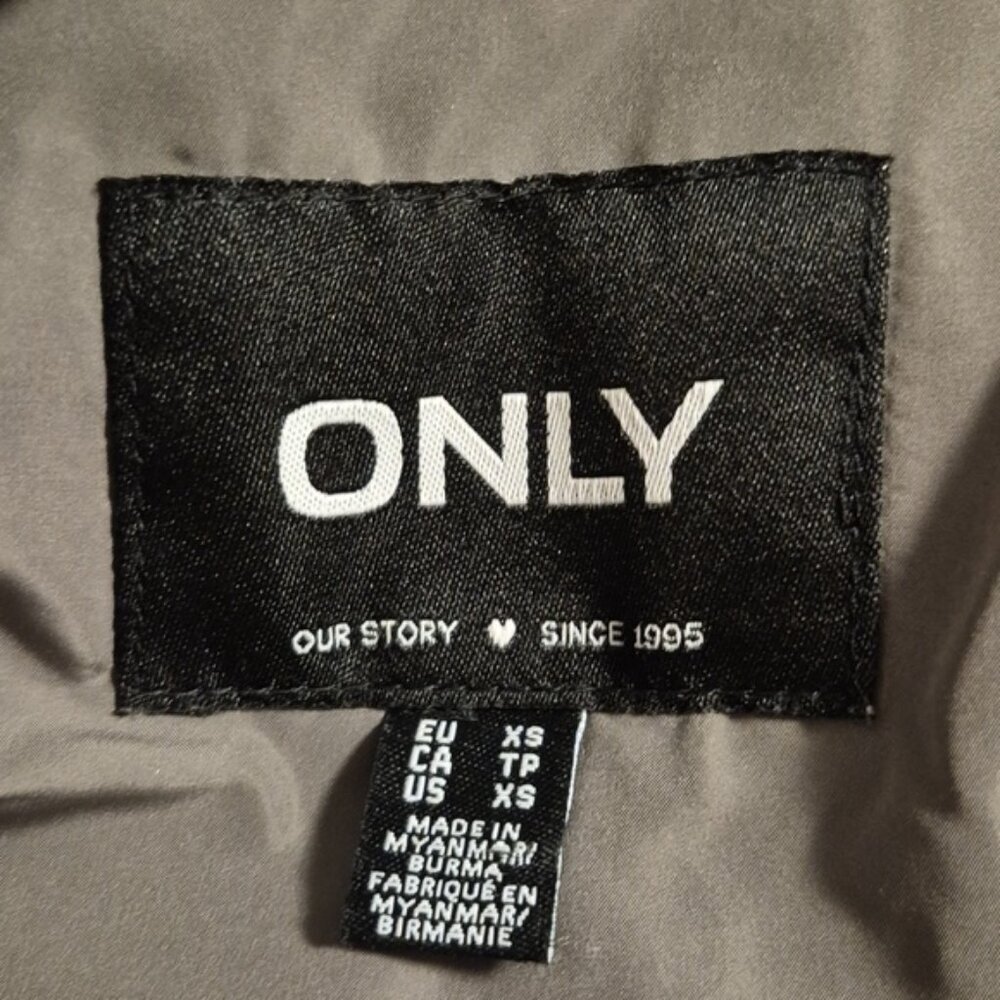 ONLY
OUR STORY ♥ SINCE 1995
EU XS
CA TP
US XS
MADE IN
MYANMAR/
BURMA
FABRIQUÉ EN
MYANMAR/
BIRMANIE